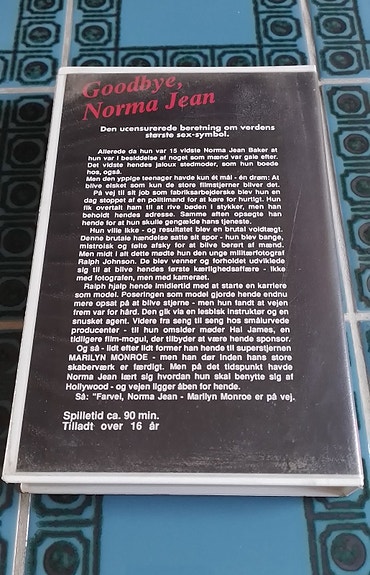 Goodbye,
Norma Jean
Den ucensurerede beretning om verdens
største sex-symbol.
Allerede da hun var 15 vidste Norma Jean Baker at
hun var i besiddelse af noget som mænd var gale efter.
Det vidste hendes jaloux stedmoder, som hun boede
hos, også.
Men den yppige teenager havde kun ét mål - én drøm: At
blive elsket som kun de store filmstjerner bliver det.
På vej til sit job som fabriksarbejderske blev hun en
dag stoppet af en politimand for at køre for hurtigt. Hun
fik overtalt ham til at rive bøden i stykker, men han
beholdt hendes adresse. Samme aften opsøgte han
hende for at hun skulle gengælde hans tjeneste.
Hun ville ikke - og resultatet blev en brutal voldtægt.
Denne brutale hændelse satte sit spor - hun blev bange,
mistroisk og følte afsky for at blive berørt af mænd.
Men midt i alt dette mødte hun den unge militærfotograf
Ralph Johnson. De blev venner og forholdet udviklede
sig til at blive hendes første kærlighedsaffære - ikke
med fotografen, men med kameraet.
Ralph hjalp hende imidlertid med at starte en karriere
som model. Poseringen som model gjorde hende endnu
mere opsat på at blive stjerne - men hun fandt at vejen
frem var for hård. Den gik via en lesbisk instruktør og en
snusket agent. Videre fra seng til seng hos smålurvede
producenter - til hun omsider møder Hal James, en
tidligere film-mogul, der tilbyder at være hende sponsor.
Og så - lidt efter lidt former han hende til superstjernen
MARILYN MONROE - men han dør inden hans store
skaberværk er færdigt. Men på det tidspunkt havde
Norma Jean lært sig hvordan hun skal benytte sig af
Hollywood - og vejen ligger åben for hende.
Så: "Farvel, Norma Jean - Marilyn Monroe er på vej.
Spilletid ca. 90 min.
Tilladt over 16 år